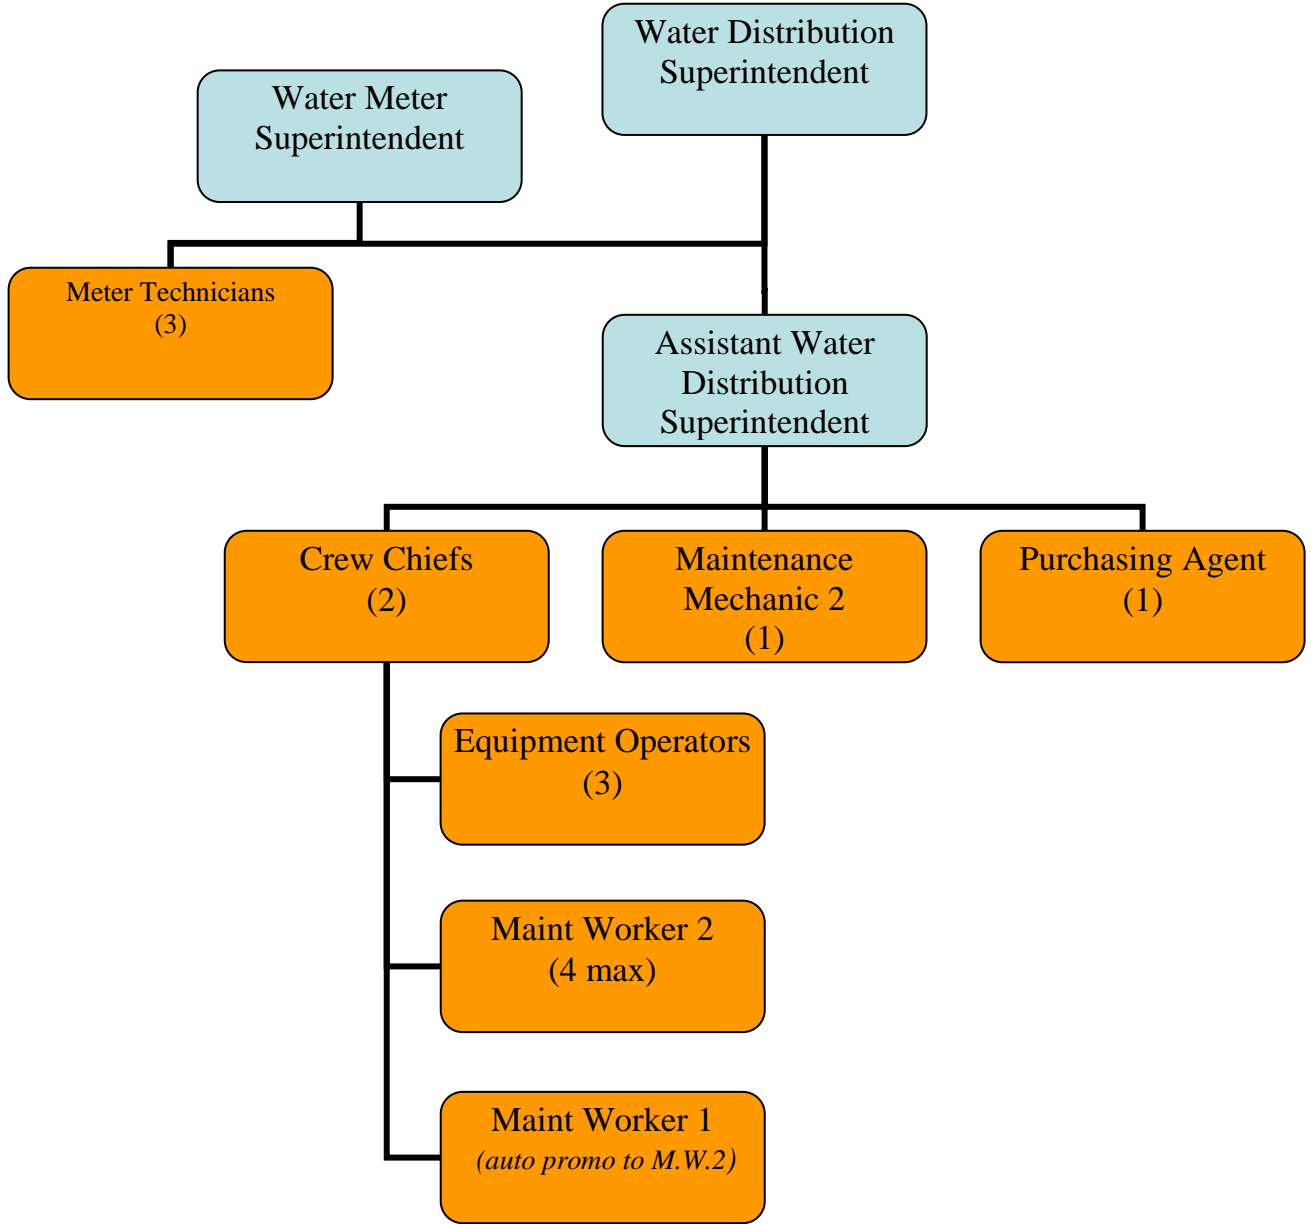 Water Distribution
Superintendent
Water Meter
Superintendent
Meter Technicians
(3)
Assistant Water
Distribution
Superintendent
Crew Chiefs
(2)
Maintenance
Mechanic 2
(1)
Purchasing Agent
(1)
Equipment Operators
(3)
Maint Worker 2
(4 max)
Maint Worker 1
(auto promo to M.W.2)